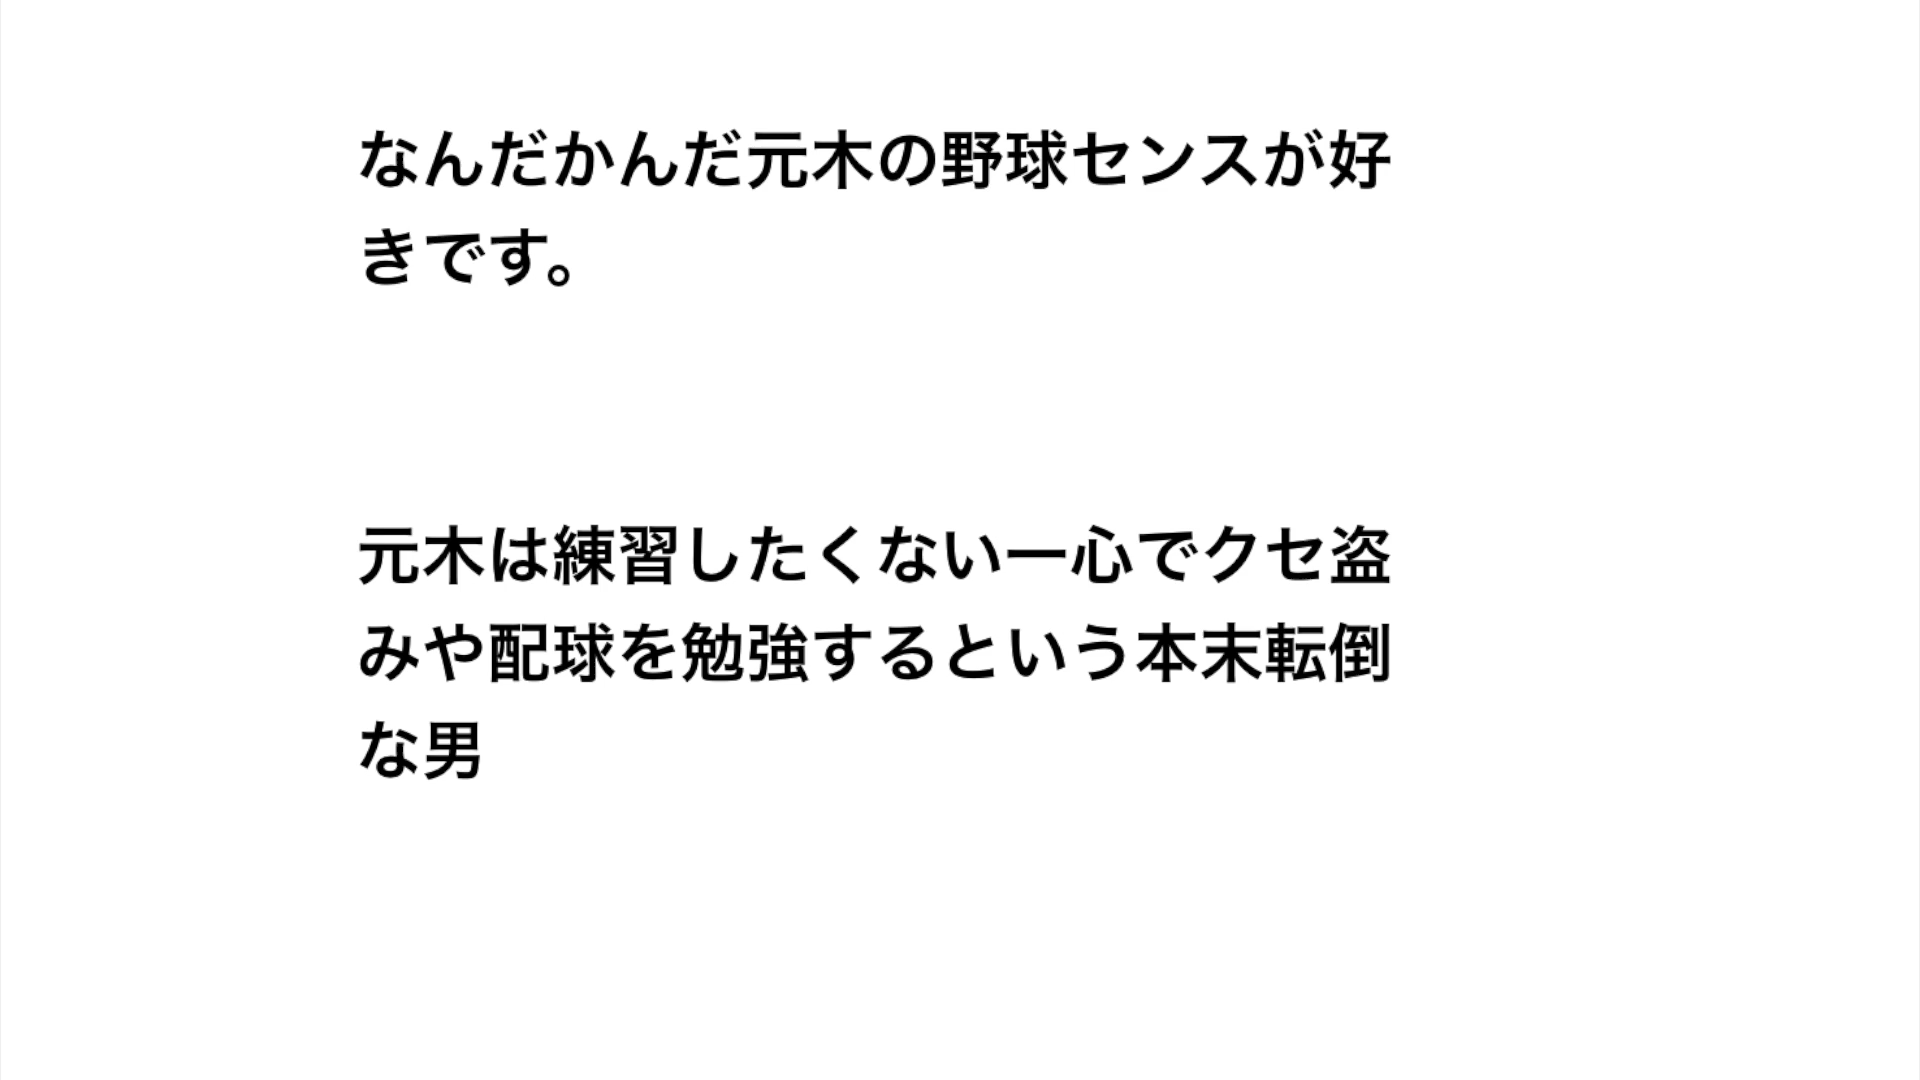 なんだかんだ元木の野球センスが好
きです。
元木は練習したくない一心でクセ盗
みや配球を勉強するという本末転倒
な男